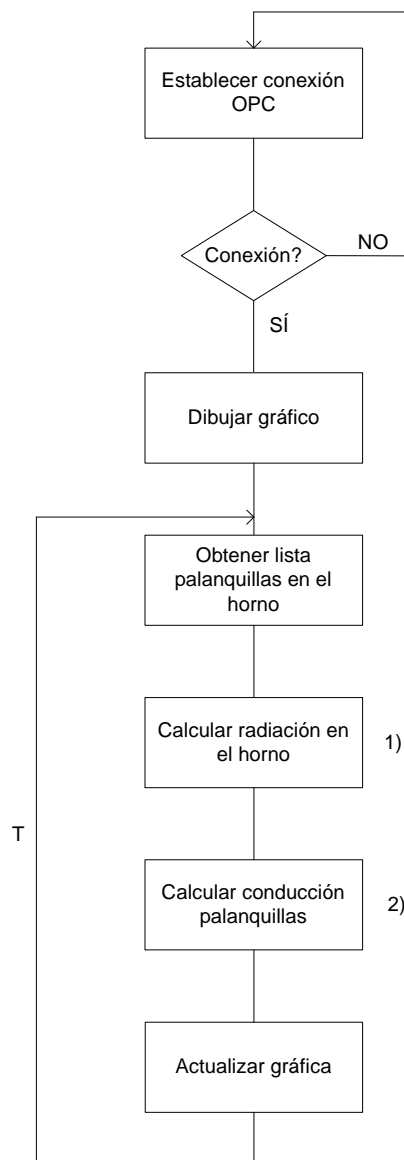 Establecer conexión
OPC
Conexión?
NO
SÍ
Dibujar gráfico
Obtener lista
palanquillas en el
horno
Calcular radiación en
el horno
1)
T
Calcular conducción
palanquillas
2)
Actualizar gráfica